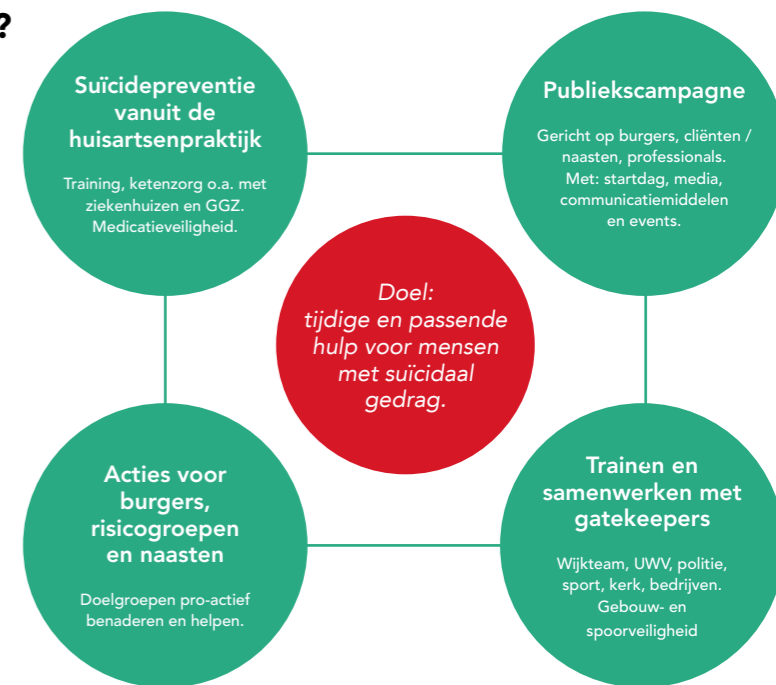 ?
Suïcidepreventie
vanuit de
huisartsenpraktijk
Training, ketenzorg o.a. met
ziekenhuizen en GGZ.
Medicatieveiligheid.
Publiekscampagne
Gericht op burgers, cliënten /
naasten, professionals.
Met: startdag, media,
communicatiemiddelen
en events.
Doel:
tijdige en passende
hulp voor mensen
met suïcidaal
gedrag.
Acties voor
burgers,
risicogroepen
en naasten
Doelgroepen pro-actief
benaderen en helpen.
Trainen en
samenwerken met
gatekeepers
Wijkteam, UWV, politie,
sport, kerk, bedrijven.
Gebouw- en
spoorveiligheid